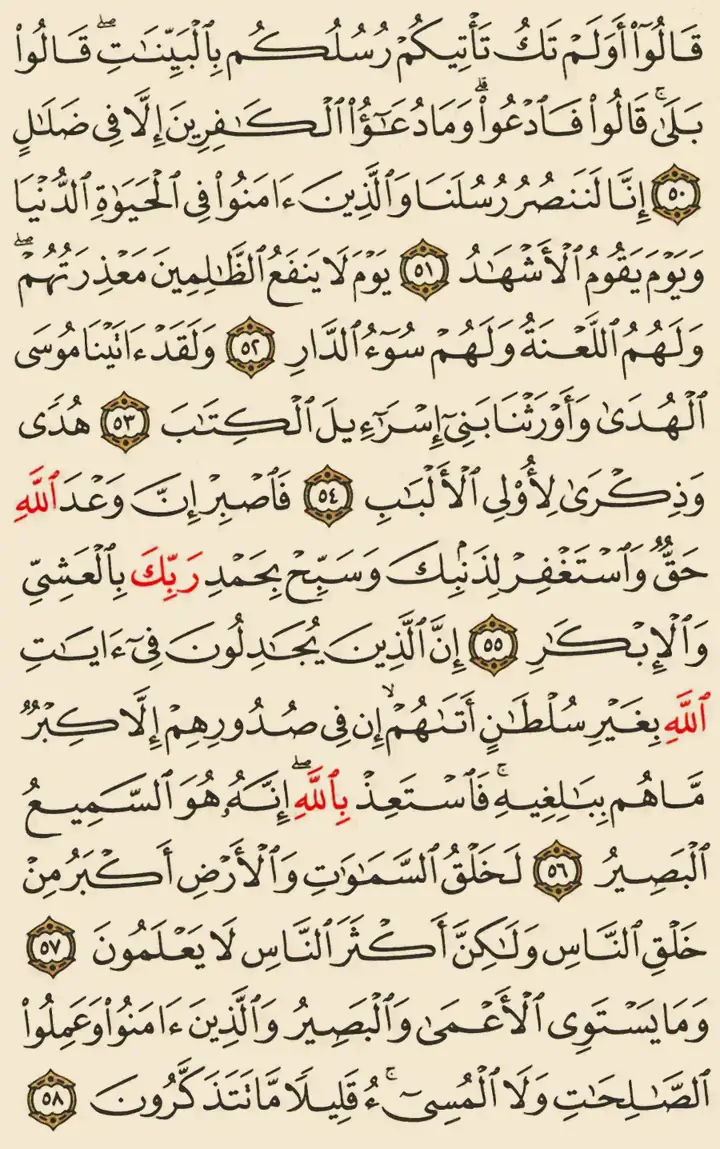 قَالُوٓا۟ أَوَلَمْ تَكُ تَأْتِيكُمْ رُسُلُكُم بِٱلْبَيِّنَـٰتِ ۖ قَالُوا۟
بَلَىٰ ۚ قَالُوا۟ فَٱدْعُوا۟ ۗ وَمَا دُعَـٰٓؤُا۟ ٱلْكَـٰفِرِينَ إِلَّا فِى ضَلَـٰلٍ
٥٠ إِنَّا لَنَنصُرُ رُسُلَنَا وَٱلَّذِينَ ءَامَنُوا۟ فِى ٱلْحَيَوٰةِ ٱلدُّنْيَا
وَيَوْمَ يَقُومُ ٱلْأَشْهَـٰدُ ٥١ يَوْمَ لَا يَنفَعُ ٱلظَّـٰلِمِينَ مَعْذِرَتُهُمْ ۖ
وَلَهُمُ ٱللَّعْنَةُ وَلَهُمْ سُوٓءُ ٱلدَّارِ ٥٢ وَلَقَدْ ءَاتَيْنَا مُوسَى
ٱلْهُدَىٰ وَأَوْرَثْنَا بَنِىٓ إِسْرَٰٓءِيلَ ٱلْكِتَـٰبَ ٥٣ هُدًى
وَذِكْرَىٰ لِأُو۟لِى ٱلْأَلْبَـٰبِ ٥٤ فَٱصْبِرْ إِنَّ وَعْدَ ٱللَّهِ
حَقٌّ وَٱسْتَغْفِرْ لِذَنۢبِكَ وَسَبِّحْ بِحَمْدِ رَبِّكَ بِٱلْعَشِىِّ
وَٱلْإِبْكَـٰرِ ٥٥ إِنَّ ٱلَّذِينَ يُجَـٰدِلُونَ فِىٓ ءَايَـٰتِ
ٱللَّهِ بِغَيْرِ سُلْطَـٰنٍ أَتَىٰهُمْ ۙ إِن فِى صُدُورِهِمْ إِلَّا كِبْرٌ
مَّا هُم بِبَـٰلِغِيهِ ۚ فَٱسْتَعِذْ بِٱللَّهِ ۖ إِنَّهُۥ هُوَ ٱلسَّمِيعُ
ٱلْبَصِيرُ ٥٦ لَخَلْقُ ٱلسَّمَـٰوَٰتِ وَٱلْأَرْضِ أَكْبَرُ مِنْ
خَلْقِ ٱلنَّاسِ وَلَـٰكِنَّ أَكْثَرَ ٱلنَّاسِ لَا يَعْلَمُونَ ٥٧
وَمَا يَسْتَوِى ٱلْأَعْمَىٰ وَٱلْبَصِيرُ وَٱلَّذِينَ ءَامَنُوا۟ وَعَمِلُوا۟
ٱلصَّـٰلِحَـٰتِ وَلَا ٱلْمُسِىٓءُ ۚ قَلِيلًا مَّا تَتَذَكَّرُونَ ٥٨